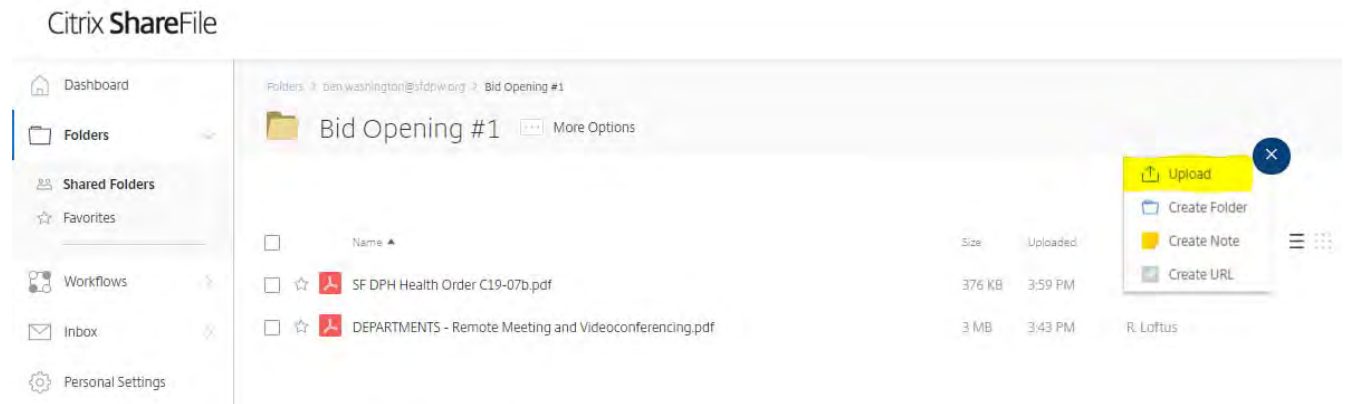 Citrix ShareFile
Dashboard
Folders
Shared Folders
Favorites
Workflows
Inbox
Personal Settings
Folders > ben.washington@sfdpw.org > Bid Opening #1
Bid Opening #1 ··· More Options
Upload
Create Folder
Create Note
Create URL
Name ▲ Size Uploaded
SF DPH Health Order C19-07b.pdf 376 KB 3:59 PM
DEPARTMENTS - Remote Meeting and Videoconferencing.pdf 3 MB 3:43 PM R. Loftus